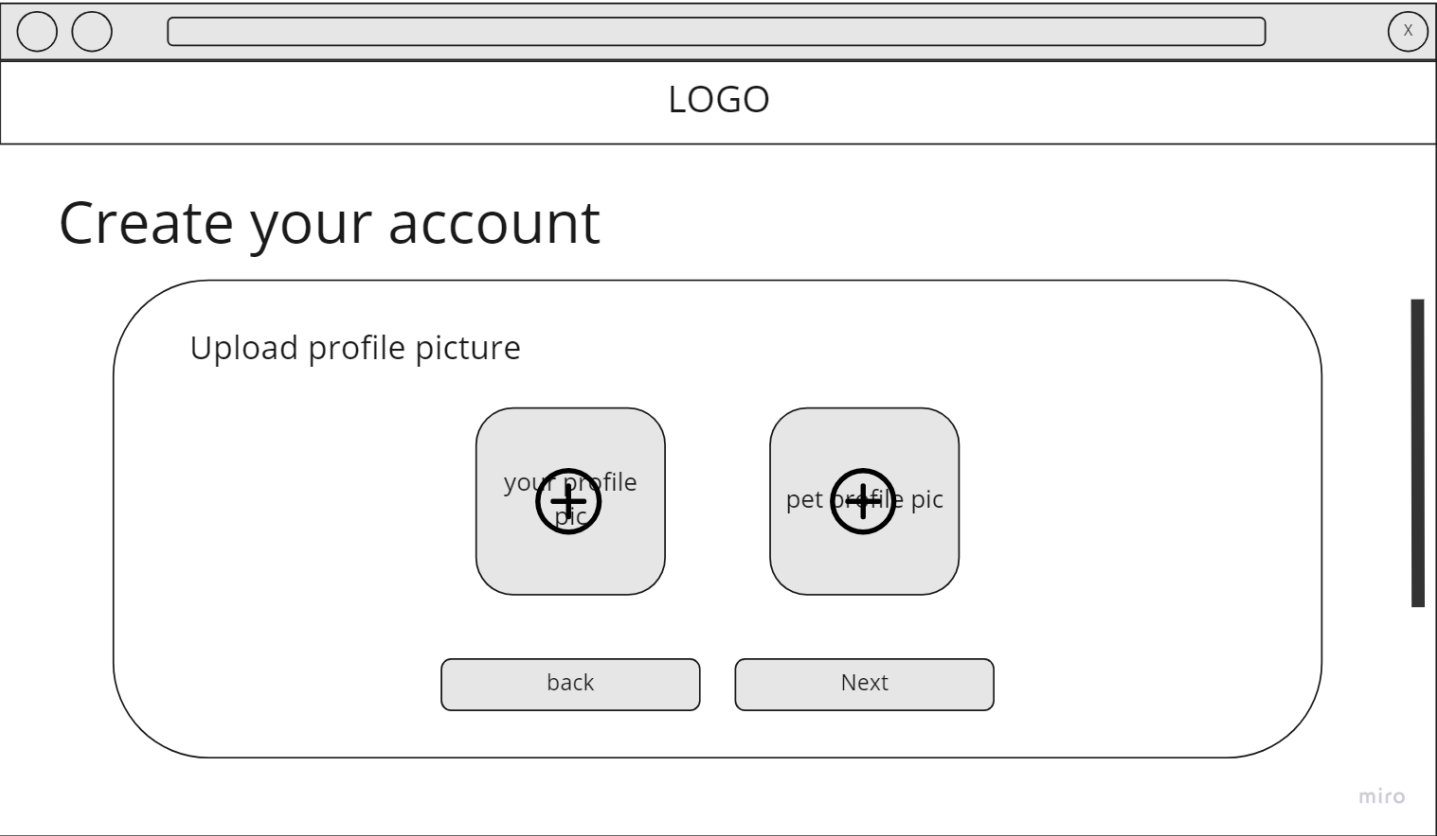 X
LOGO
Create your account
Upload profile picture
your profile
pic
pet profile pic
back
Next
miro